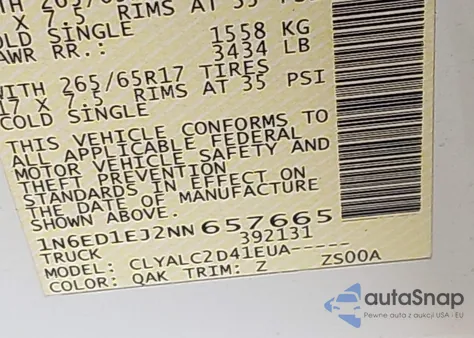 X 7.5 RIMS AT 35
COLD SINGLE 1558 KG
GAWR RR.: 3434 LB
WITH 265/65R17 TIRES
17 X 7.5 RIMS AT 35 PSI
COLD SINGLE
THIS VEHICLE CONFORMS TO
ALL APPLICABLE FEDERAL
MOTOR VEHICLE SAFETY AND
THEFT PREVENTION
STANDARDS IN EFFECT ON
THE DATE OF MANUFACTURE
SHOWN ABOVE.
1N6ED1EJ2NN657665
TRUCK 392131
MODEL: CLYALC2D41EUA-----
COLOR: QAK TRIM: Z ZS00A
autaSnap
Pewne auta z aukcji USA i EU